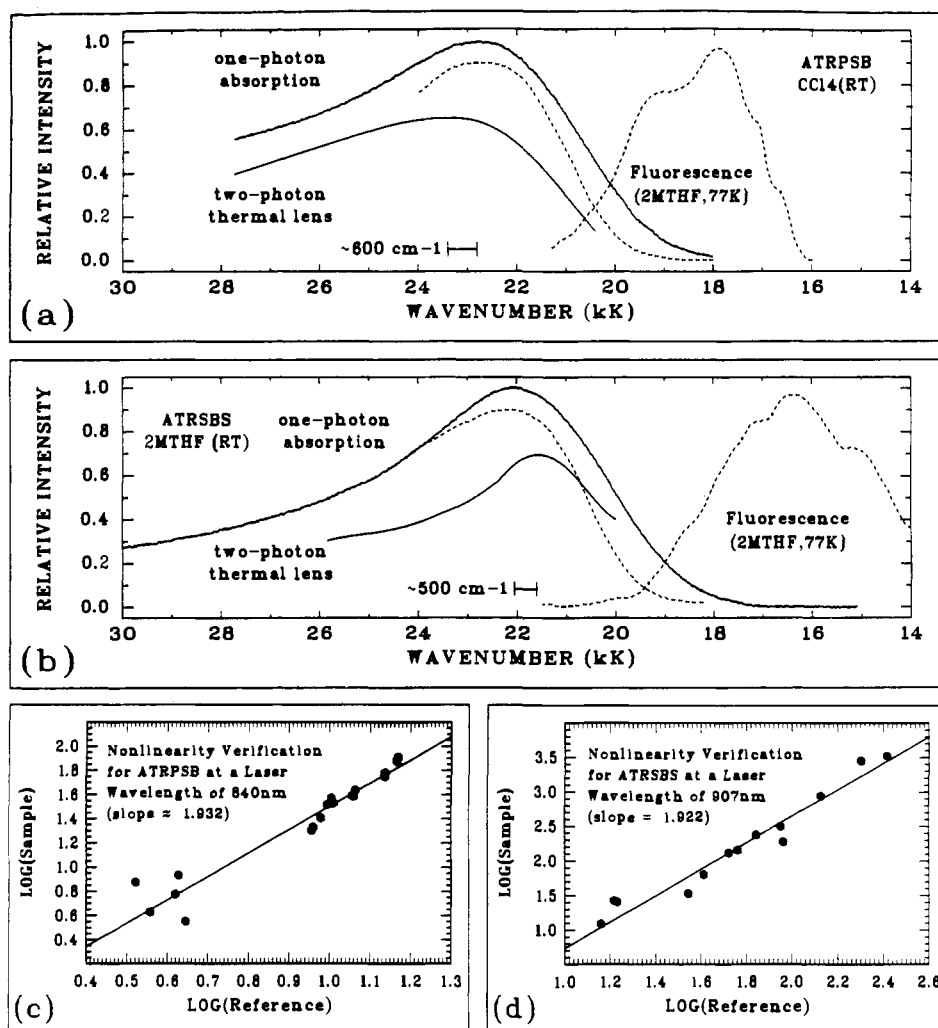 1.0
0.8
0.6
0.4
0.2
0.0
RELATIVE INTENSITY
one-photon
absorption
two-photon
thermal lens
~600 cm-1
Fluorescence
(2MTHF,77K)
ATRPSB
CCl4(RT)
30 28 26 24 22 20 18 16 14
WAVENUMBER (kK)
(a)
1.0
0.8
0.6
0.4
0.2
0.0
RELATIVE INTENSITY
ATRSBS
2MTHF (RT)
one-photon
absorption
two-photon
thermal lens
~500 cm-1
Fluorescence
(2MTHF,77K)
30 28 26 24 22 20 18 16 14
WAVENUMBER (kK)
(b)
2.0
1.8
1.6
1.4
1.2
1.0
0.8
0.6
0.4
LOG(Sample)
Nonlinearity Verification
for ATRPSB at a Laser
Wavelength of 840nm
(slope = 1.932)
0.4 0.5 0.6 0.7 0.8 0.9 1.0 1.1 1.2 1.3
LOG(Reference)
(c)
3.5
3.0
2.5
2.0
1.5
1.0
LOG(Sample)
Nonlinearity Verification
for ATRSBS at a Laser
Wavelength of 907nm
(slope = 1.922)
1.0 1.2 1.4 1.6 1.8 2.0 2.2 2.4 2.6
LOG(Reference)
(d)